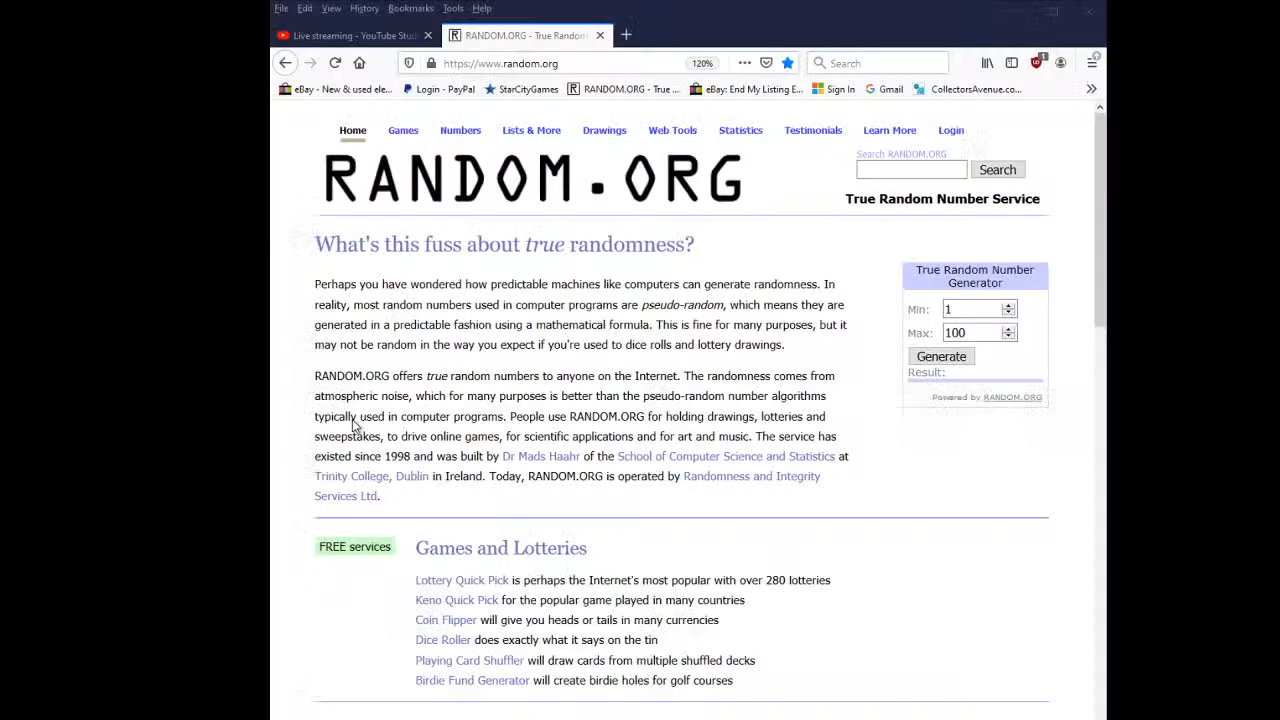 File Edit View History Bookmarks Tools Help
Live streaming - YouTube Stud
RANDOM.ORG - True Random
https://www.random.org
120%
Search
eBay - New & used ele...
Login - PayPal
StarCityGames
RANDOM.ORG - True ...
eBay: End My Listing E...
Sign In
Gmail
CollectorsAvenue.co...
Home Games Numbers Lists & More Drawings Web Tools Statistics Testimonials Learn More Login
RANDOM.ORG
Search RANDOM.ORG
Search
True Random Number Service
What's this fuss about true randomness?
Perhaps you have wondered how predictable machines like computers can generate randomness. In
reality, most random numbers used in computer programs are pseudo-random, which means they are
generated in a predictable fashion using a mathematical formula. This is fine for many purposes, but it
may not be random in the way you expect if you're used to dice rolls and lottery drawings.
RANDOM.ORG offers true random numbers to anyone on the Internet. The randomness comes from
atmospheric noise, which for many purposes is better than the pseudo-random number algorithms
typically used in computer programs. People use RANDOM.ORG for holding drawings, lotteries and
sweepstakes, to drive online games, for scientific applications and for art and music. The service has
existed since 1998 and was built by Dr Mads Haahr of the School of Computer Science and Statistics at
Trinity College, Dublin in Ireland. Today, RANDOM.ORG is operated by Randomness and Integrity
Services Ltd.
True Random Number
Generator
Min: 1
Max: 100
Generate
Result:
Powered by RANDOM.ORG
FREE services
Games and Lotteries
Lottery Quick Pick is perhaps the Internet's most popular with over 280 lotteries
Keno Quick Pick for the popular game played in many countries
Coin Flipper will give you heads or tails in many currencies
Dice Roller does exactly what it says on the tin
Playing Card Shuffler will draw cards from multiple shuffled decks
Birdie Fund Generator will create birdie holes for golf courses